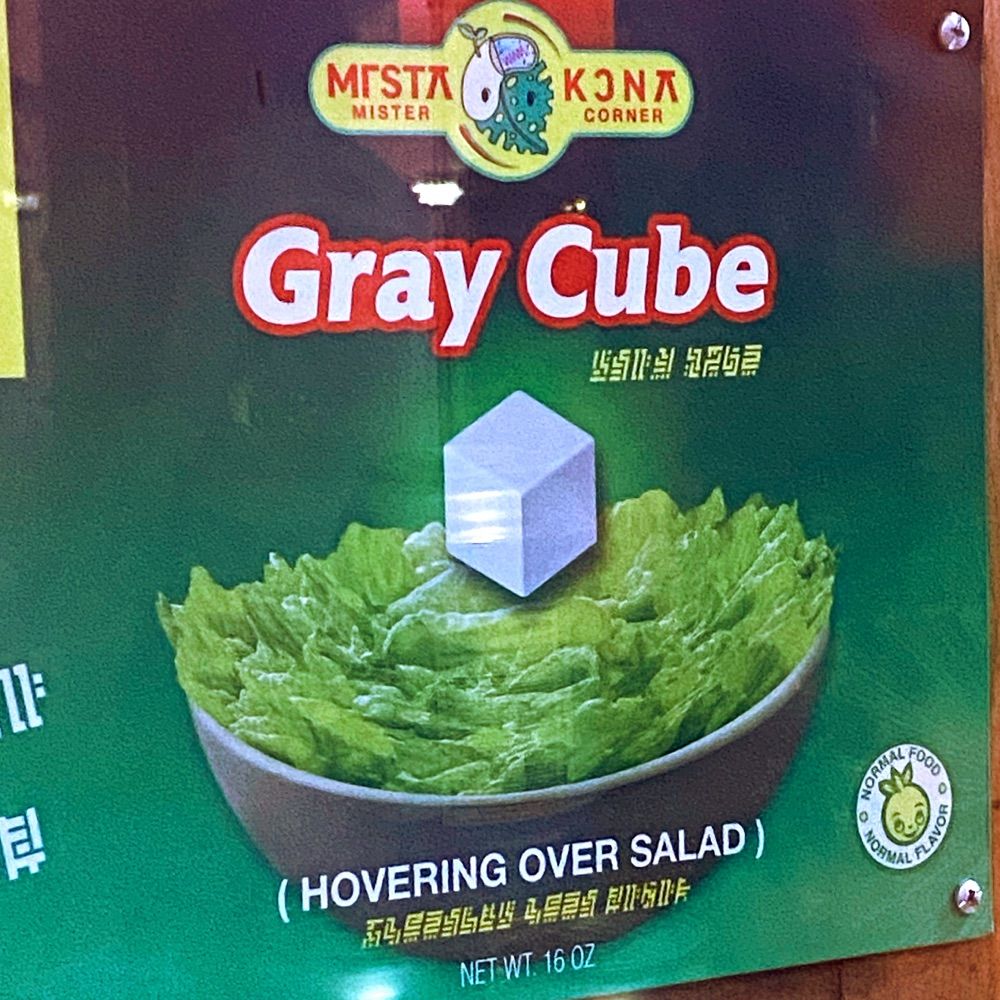 MISTA KONA
MISTER CORNER
Gray Cube
( HOVERING OVER SALAD )
NET WT. 16 OZ
NORMAL FOOD
NORMAL FLAVOR